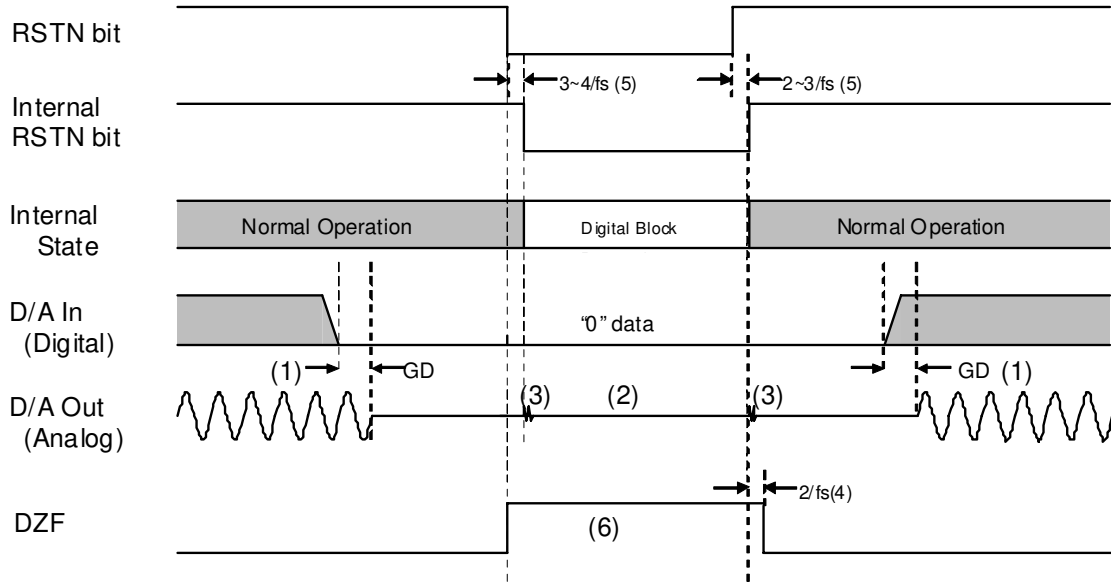 RSTN bit
3~4/fs (5)
2~3/fs (5)
Internal
RSTN bit
Internal
State
Normal Operation
Digital Block
Normal Operation
D/A In
(Digital)
“0” data
(1)
GD
GD
(1)
D/A Out
(Analog)
(3)
(2)
(3)
2/fs(4)
DZF
(6)